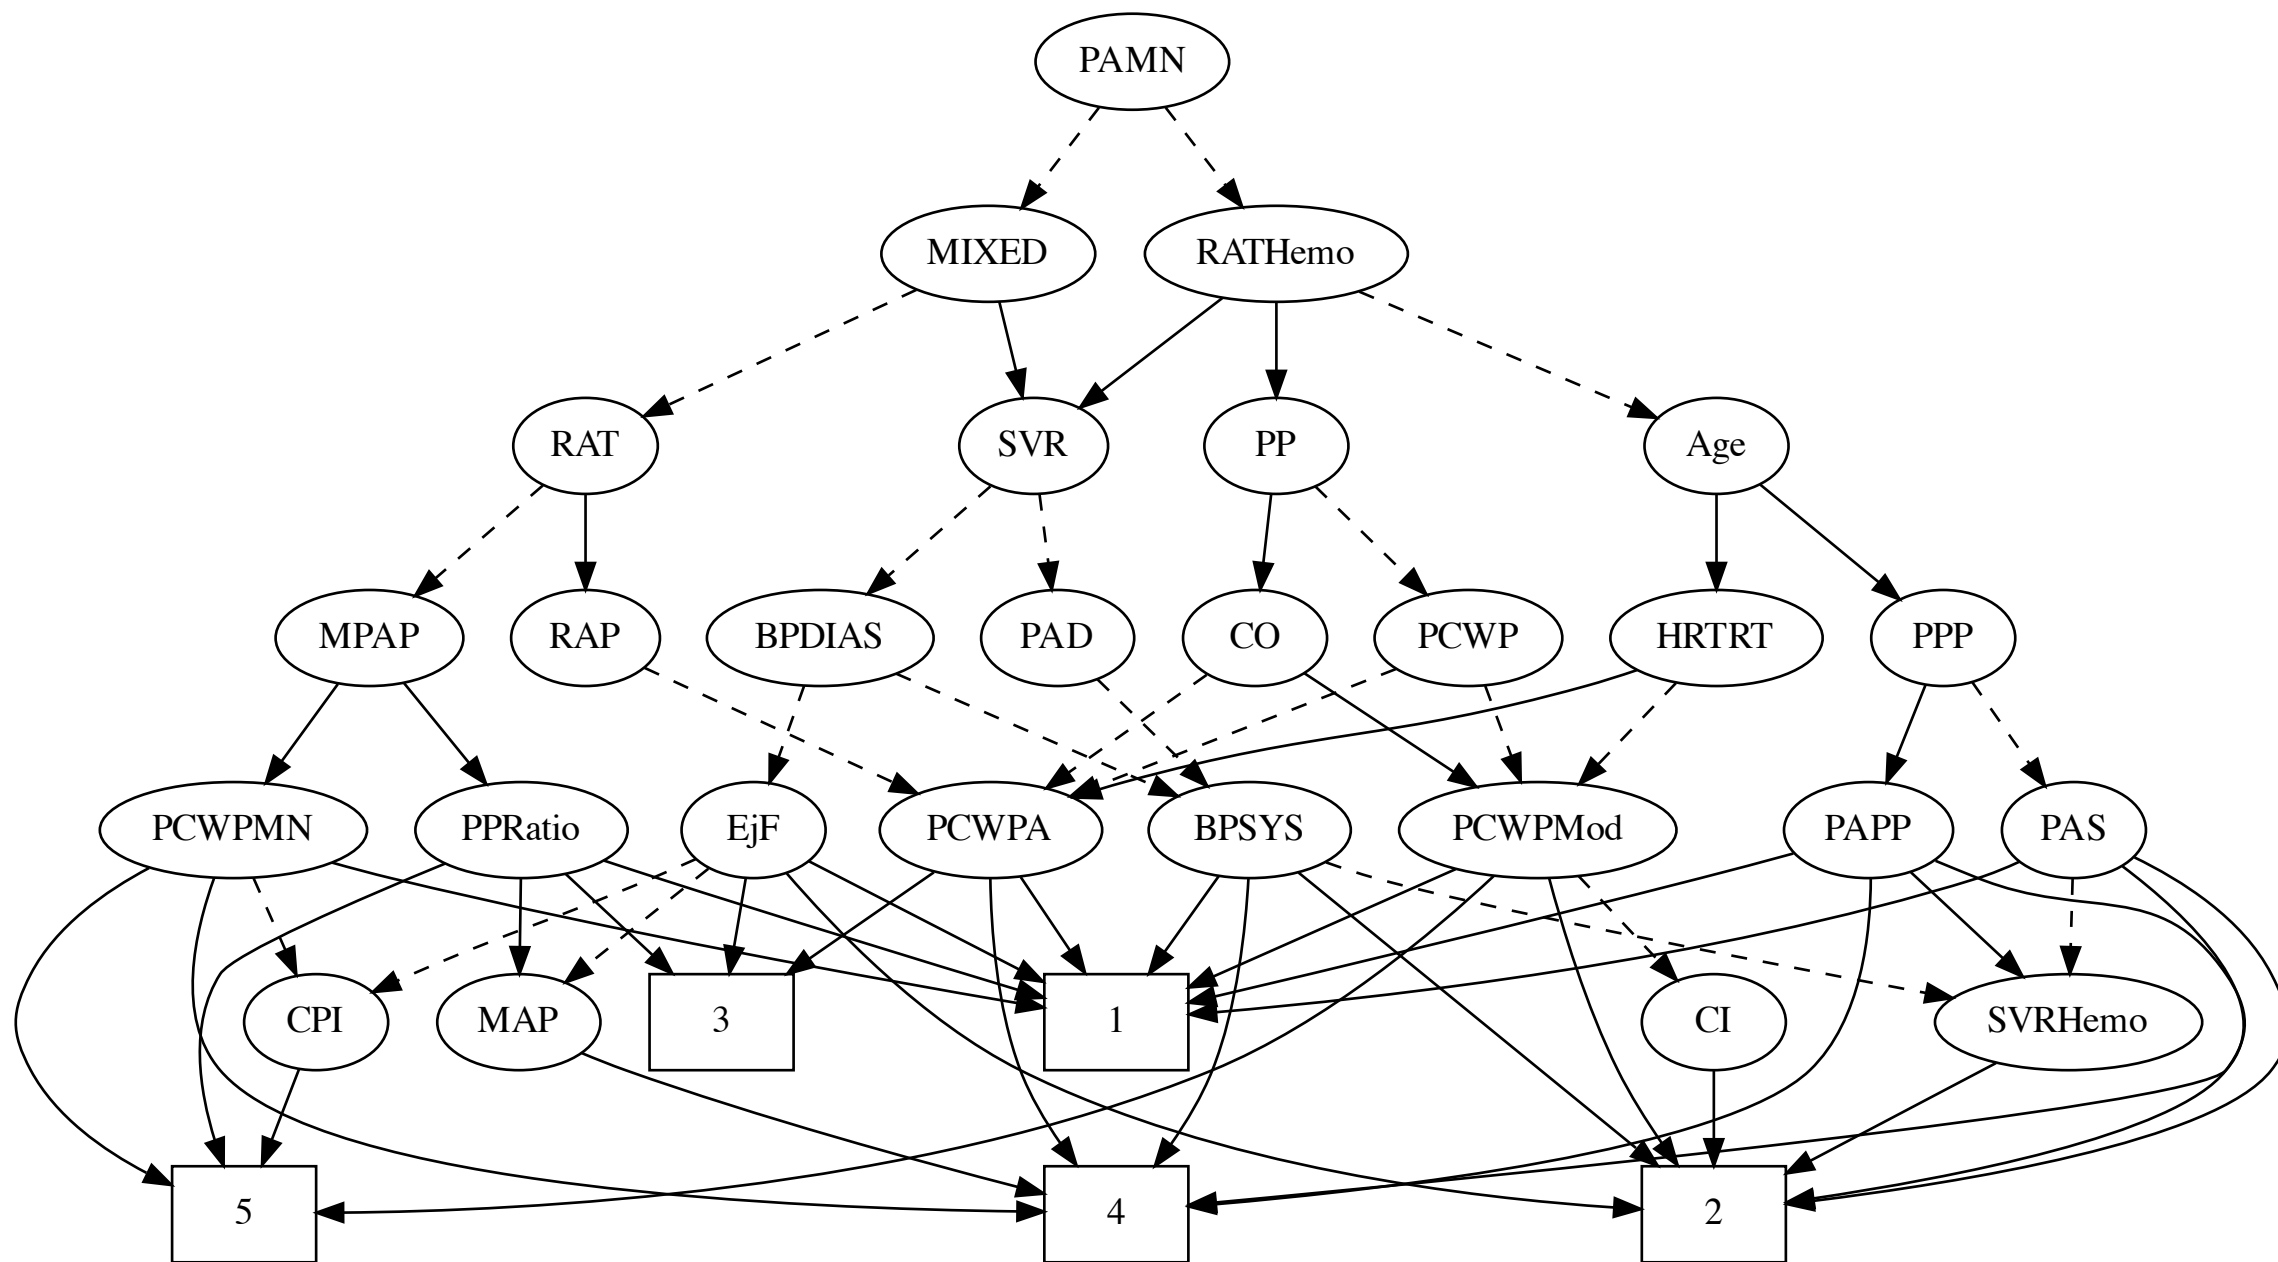 PAMN
MIXED
RATHemo
RAT
SVR
PP
Age
MPAP
RAP
BPDIAS
PAD
CO
PCWP
HRTRT
PPP
PCWPMN
PPRatio
EjF
PCWPA
BPSYS
PCWPMod
PAPP
PAS
CPI
MAP
3
1
CI
SVRHemo
5
4
2